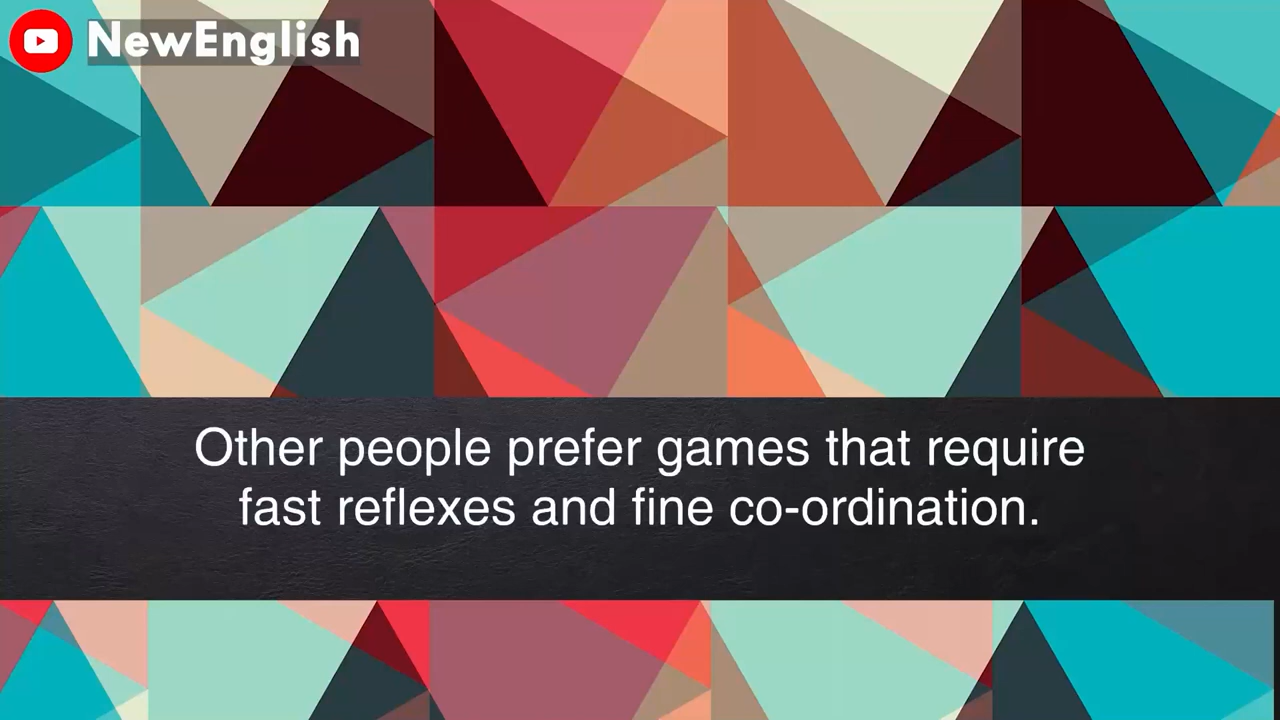 NewEnglish
Other people prefer games that require
fast reflexes and fine co-ordination.